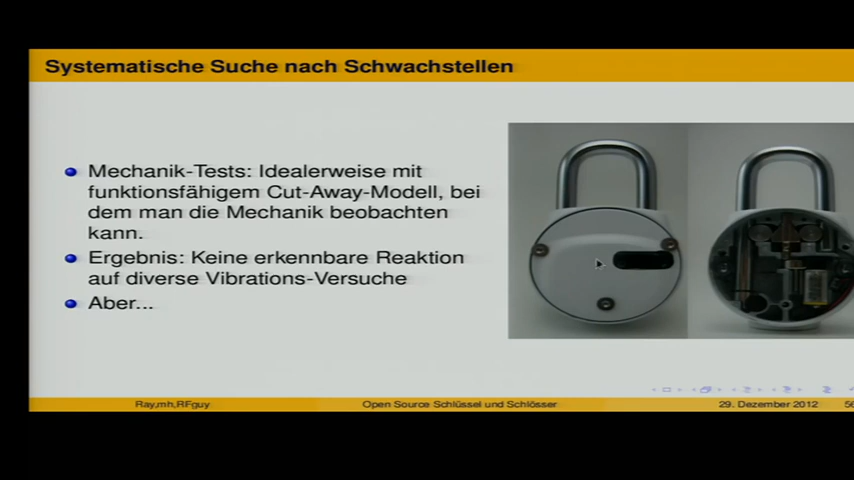 Systematische Suche nach Schwachstellen
Mechanik-Tests: Idealerweise mit
funktionsfähigem Cut-Away-Modell, bei
dem man die Mechanik beobachten
kann.
Ergebnis: Keine erkennbare Reaktion
auf diverse Vibrations-Versuche
Aber...
Ray,mh,RFguy
Open Source Schlüssel und Schlösser
29. Dezember 2012